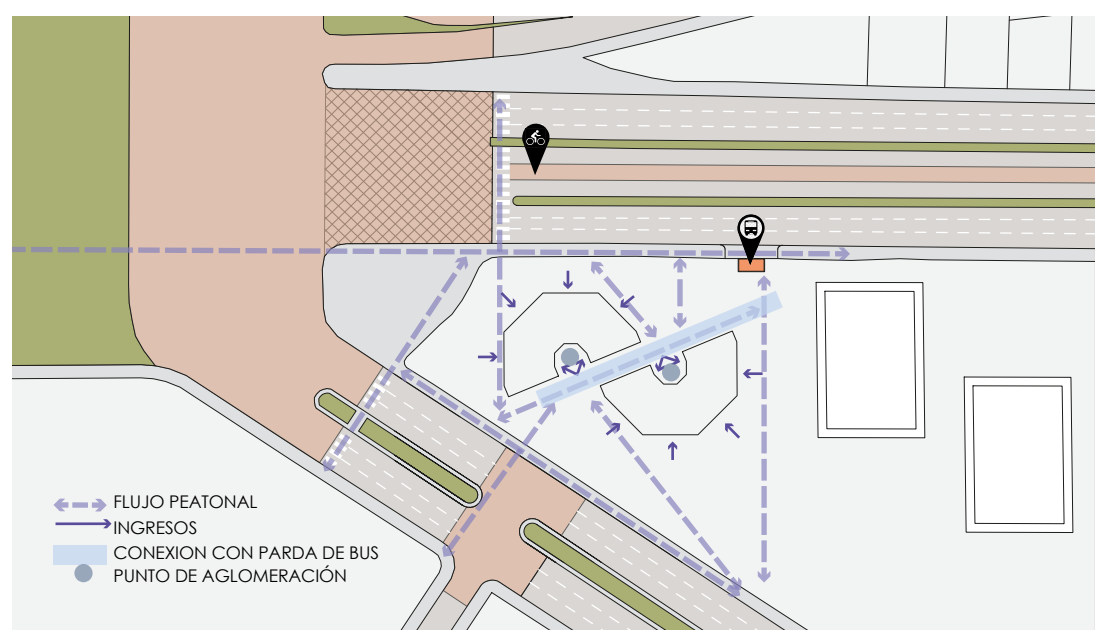 FLUJO PEATONAL
INGRESOS
CONEXION CON PARDA DE BUS
PUNTO DE AGLOMERACIÓN